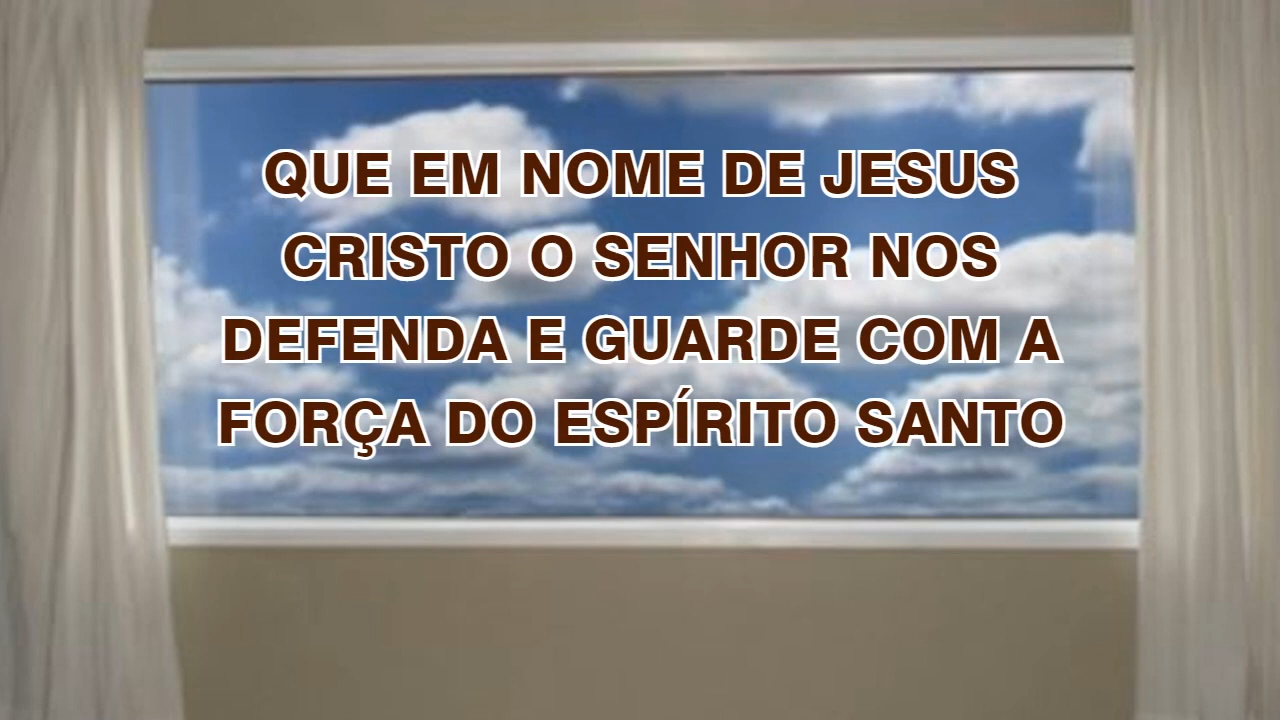 QUE EM NOME DE JESUS
CRISTO O SENHOR NOS
DEFENDA E GUARDE COM A
FORÇA DO ESPÍRITO SANTO